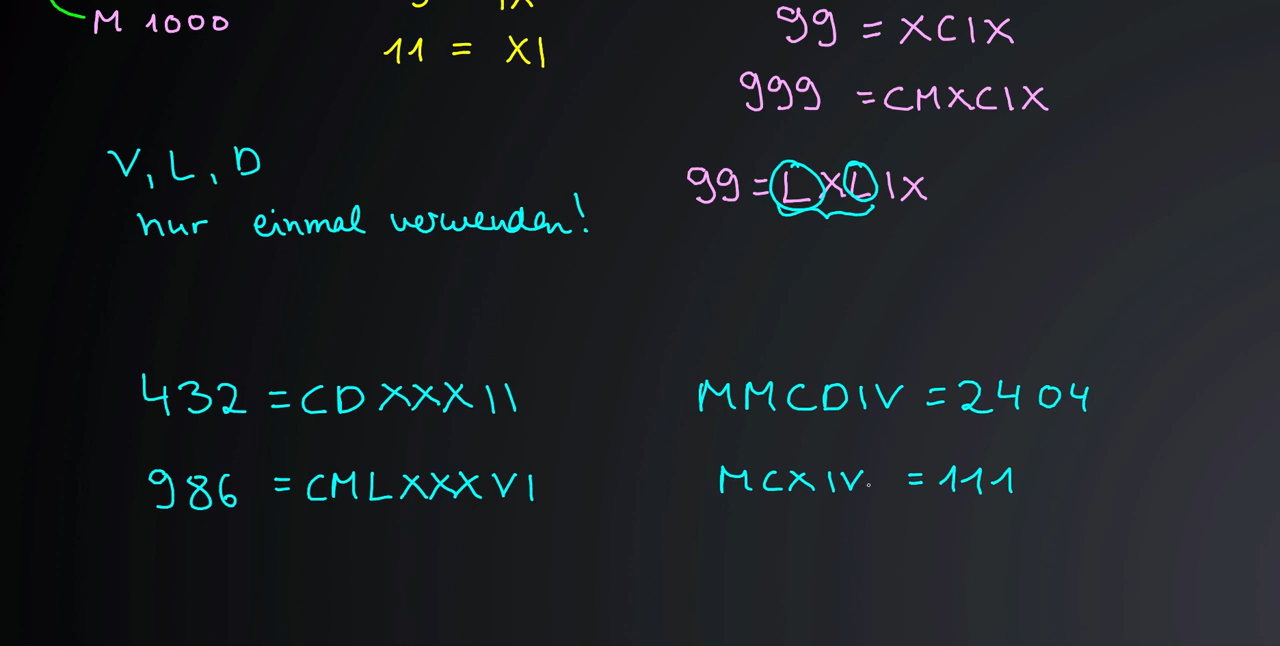 M 1000
11 = XI
99 = XCIX
999 = CMXCIX
V, L, D
nur einmal verwenden!
99 = LXLIX
432 = CDXXXII
986 = CMLXXXVI
MMCDIV = 2404
MCXIV = 111